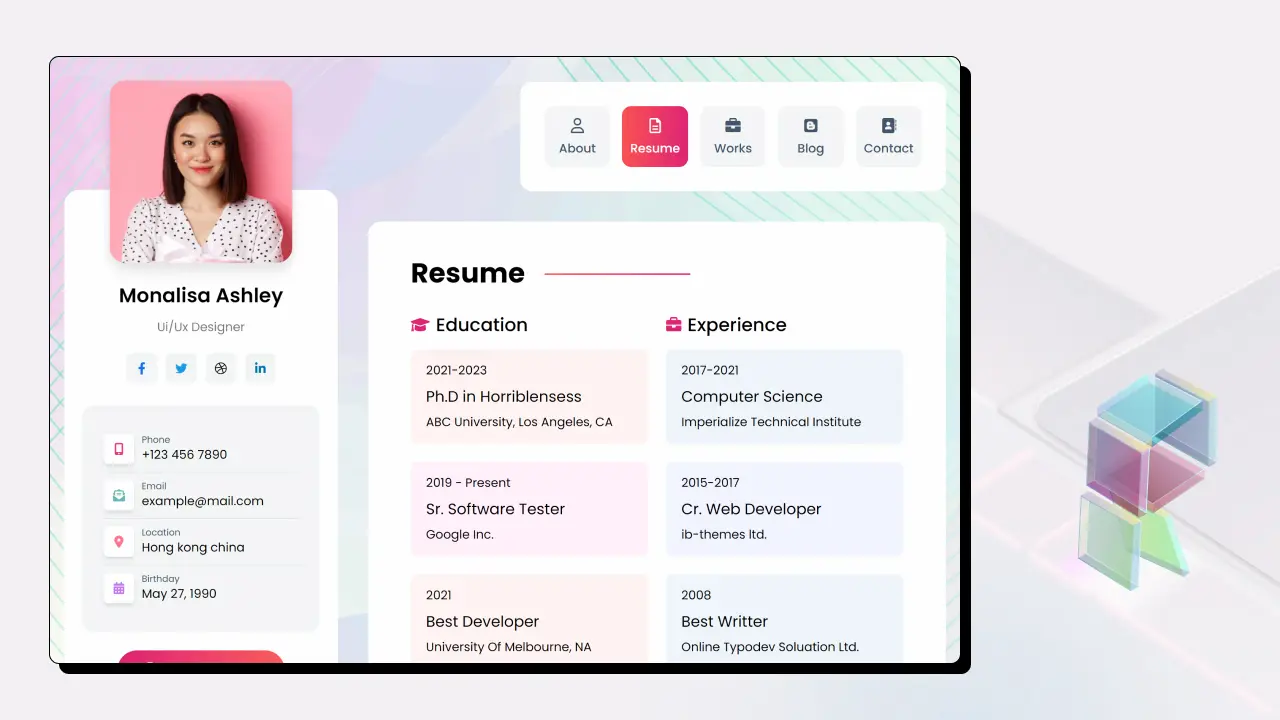 About
Resume
Works
Blog
Contact
Monalisa Ashley
Ui/Ux Designer
Phone
+123 456 7890
Email
example@mail.com
Location
Hong kong china
Birthday
May 27, 1990
Resume
Education
2021-2023
Ph.D in Horriblensess
ABC University, Los Angeles, CA
2019 - Present
Sr. Software Tester
Google Inc.
2021
Best Developer
University Of Melbourne, NA
Experience
2017-2021
Computer Science
Imperialize Technical Institute
2015-2017
Cr. Web Developer
ib-themes ltd.
2008
Best Writter
Online Typodev Soluation Ltd.